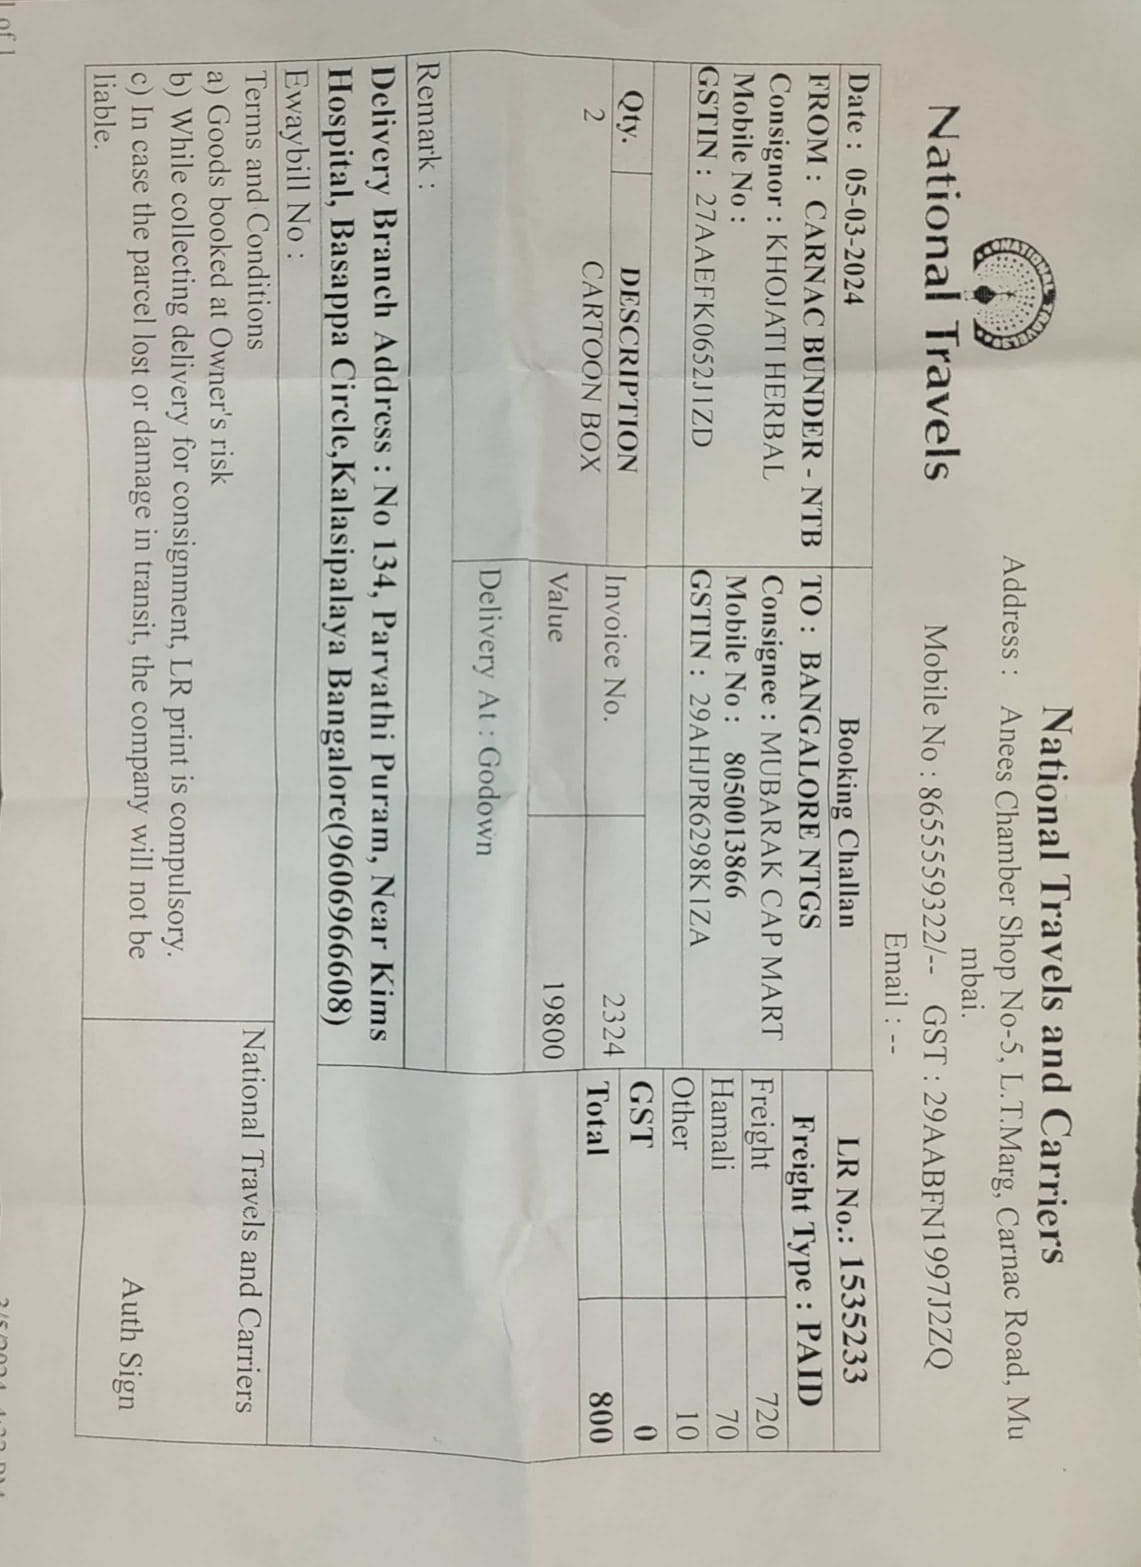 National Travels and Carriers
Address : Anees Chamber Shop No-5, L.T.Marg, Carnac Road, Mu
mbai.
National Travels
Mobile No : 8655559322/-- GST : 29AABFN1997J2ZQ
Email : --
Date : 05-03-2024 Booking Challan LR No.: 1535233
FROM : CARNAC BUNDER - NTB TO : BANGALORE NTGS Freight Type : PAID
Consignor : KHOJATI HERBAL Consignee : MUBARAK CAP MART Freight 720
Mobile No : Mobile No : 8050013866 Hamali 70
GSTIN : 27AAEFK0652J1ZD GSTIN : 29AHJPR6298K1ZA Other 10
GST 0
Qty. DESCRIPTION Invoice No. 2324 Total 800
2 CARTOON BOX Value 19800
Delivery At : Godown
Remark :
Delivery Branch Address : No 134, Parvathi Puram, Near Kims
Hospital, Basappa Circle,Kalasipalaya Bangalore(9606966608)
Ewaybill No :
Terms and Conditions National Travels and Carriers
a) Goods booked at Owner's risk
b) While collecting delivery for consignment, LR print is compulsory.
c) In case the parcel lost or damage in transit, the company will not be
liable. Auth Sign
of 1